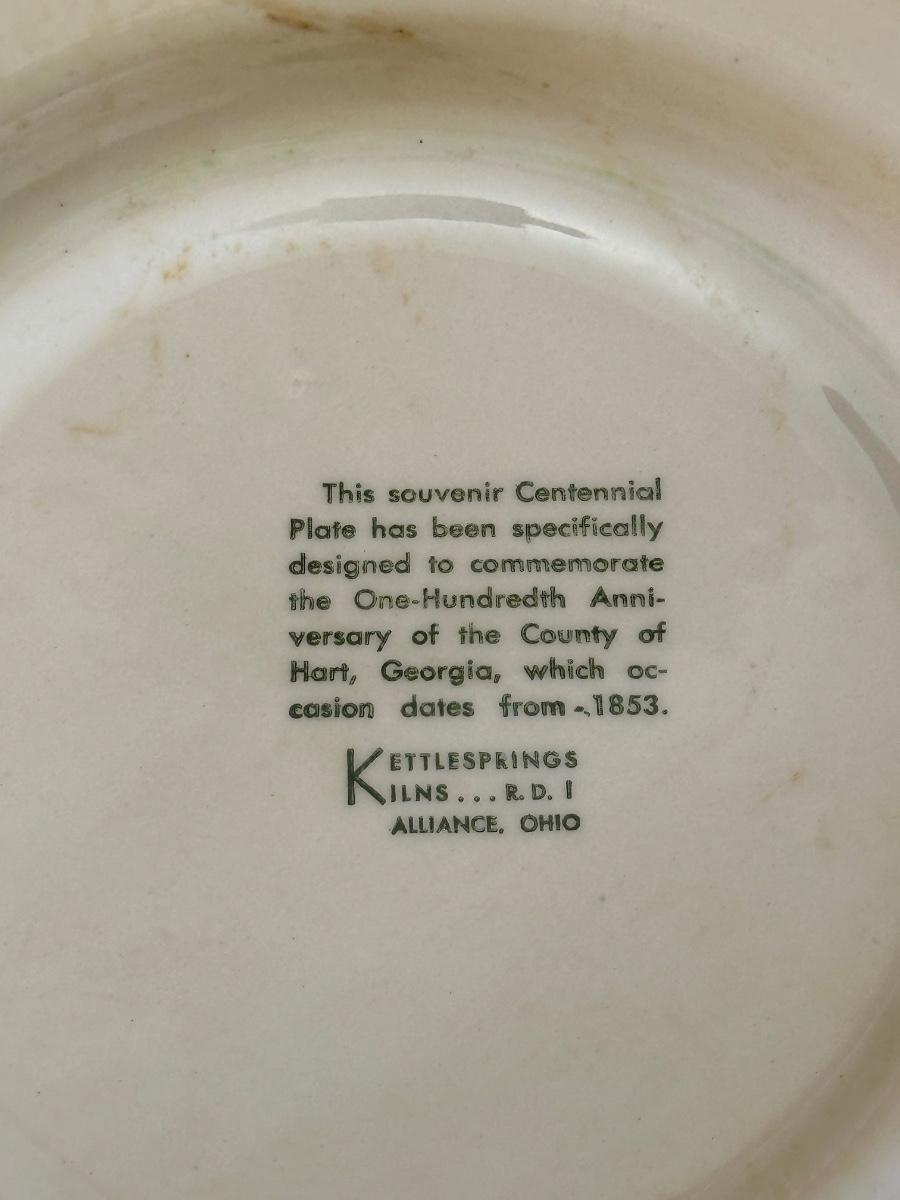 This souvenir Centennial
Plate has been specifically
designed to commemorate
the One-Hundredth Anni-
versary of the County of
Hart, Georgia, which oc-
casion dates from - 1853.
KETTLESPRINGS
KILNS . . . R. D. 1
ALLIANCE, OHIO